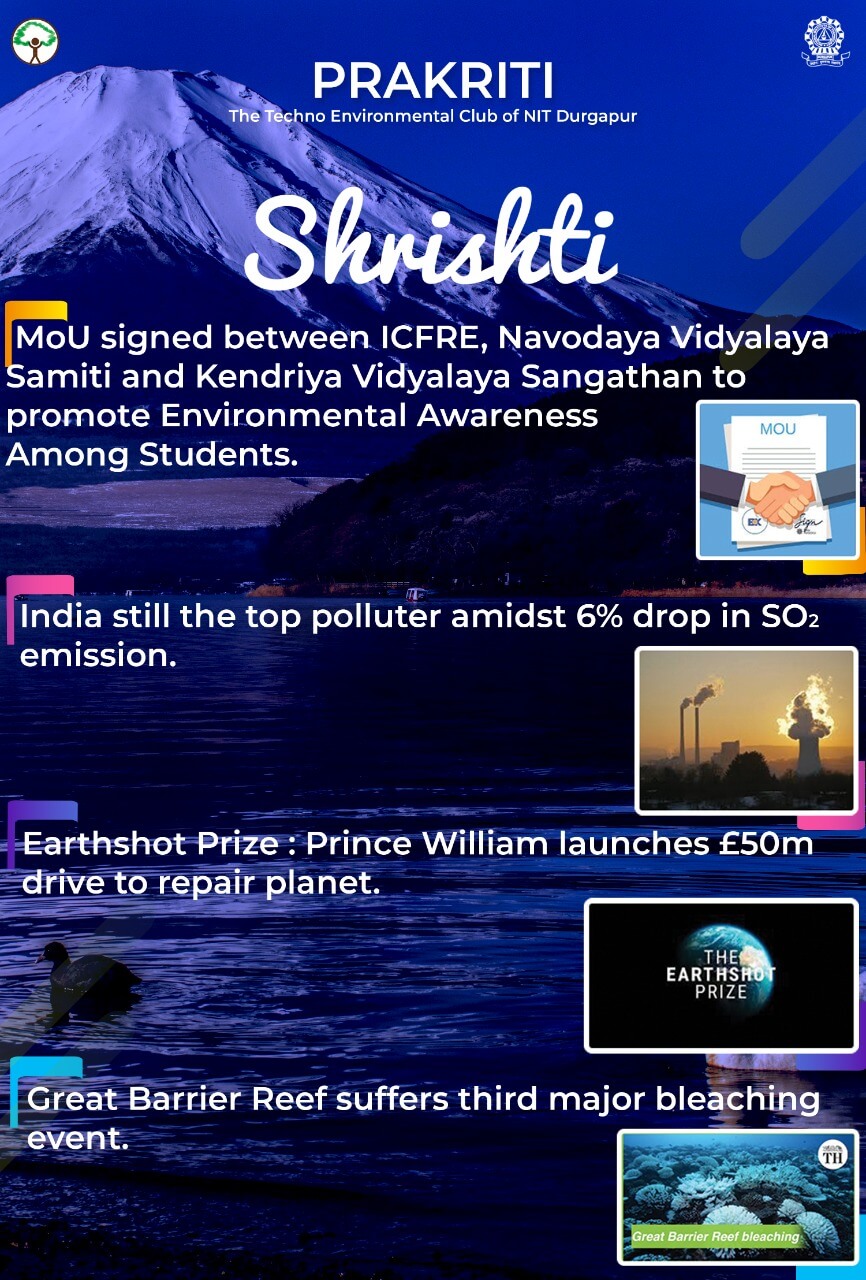 PRAKRITI
The Techno Environmental Club of NIT Durgapur
Shrishti
MoU signed between ICFRE, Navodaya Vidyalaya
Samiti and Kendriya Vidyalaya Sangathan to
promote Environmental Awareness
Among Students.
MOU
Sign
India still the top polluter amidst 6% drop in SO₂
emission.
Earthshot Prize : Prince William launches £50m
drive to repair planet.
THE
EARTHSHOT
PRIZE
Great Barrier Reef suffers third major bleaching
event.
TH
Great Barrier Reef bleaching